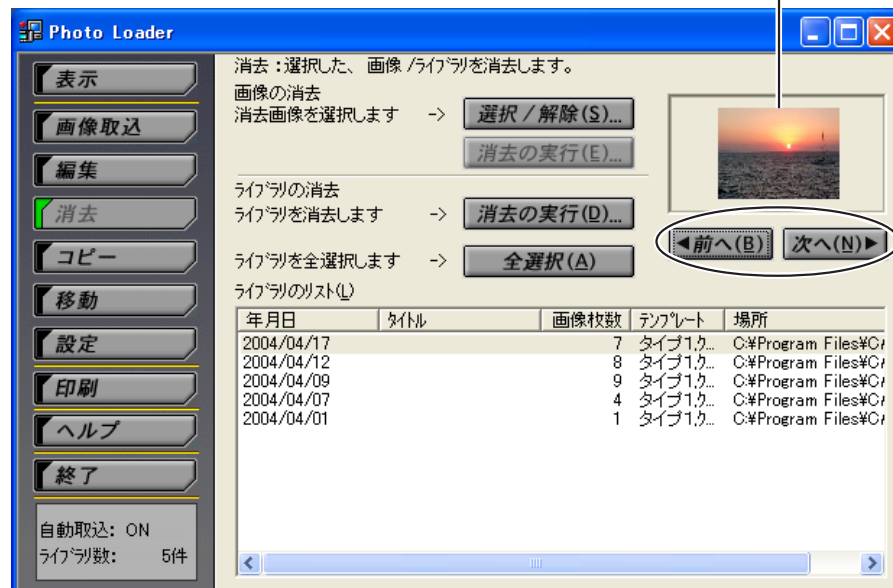 Photo Loader
表示
画像取込
編集
消去
コピー
移動
設定
印刷
ヘルプ
終了
自動取込: ON
ﾗｲﾌﾞﾗﾘ数: 5件
消去：選択した、 画像 /ﾗｲﾌﾞﾗﾘを消去します。
画像の消去
消去画像を選択します -> 選択 / 解除(S)...
消去の実行(E)...
ﾗｲﾌﾞﾗﾘの消去
ﾗｲﾌﾞﾗﾘを消去します -> 消去の実行(D)...
ﾗｲﾌﾞﾗﾘを全選択します -> 全選択(A)
◀前へ(B) 次へ(N)▶
ﾗｲﾌﾞﾗﾘのﾘｽﾄ(L)
年月日 ﾀｲﾄﾙ 画像枚数 ﾃﾝﾌﾟﾚｰﾄ 場所
2004/04/17 7 タイプ1,ｸ... C:¥Program Files¥C
2004/04/12 8 タイプ1,ｸ... C:¥Program Files¥C
2004/04/09 9 タイプ1,ｸ... C:¥Program Files¥C
2004/04/07 4 タイプ1,ｸ... C:¥Program Files¥C
2004/04/01 1 タイプ1,ｸ... C:¥Program Files¥C